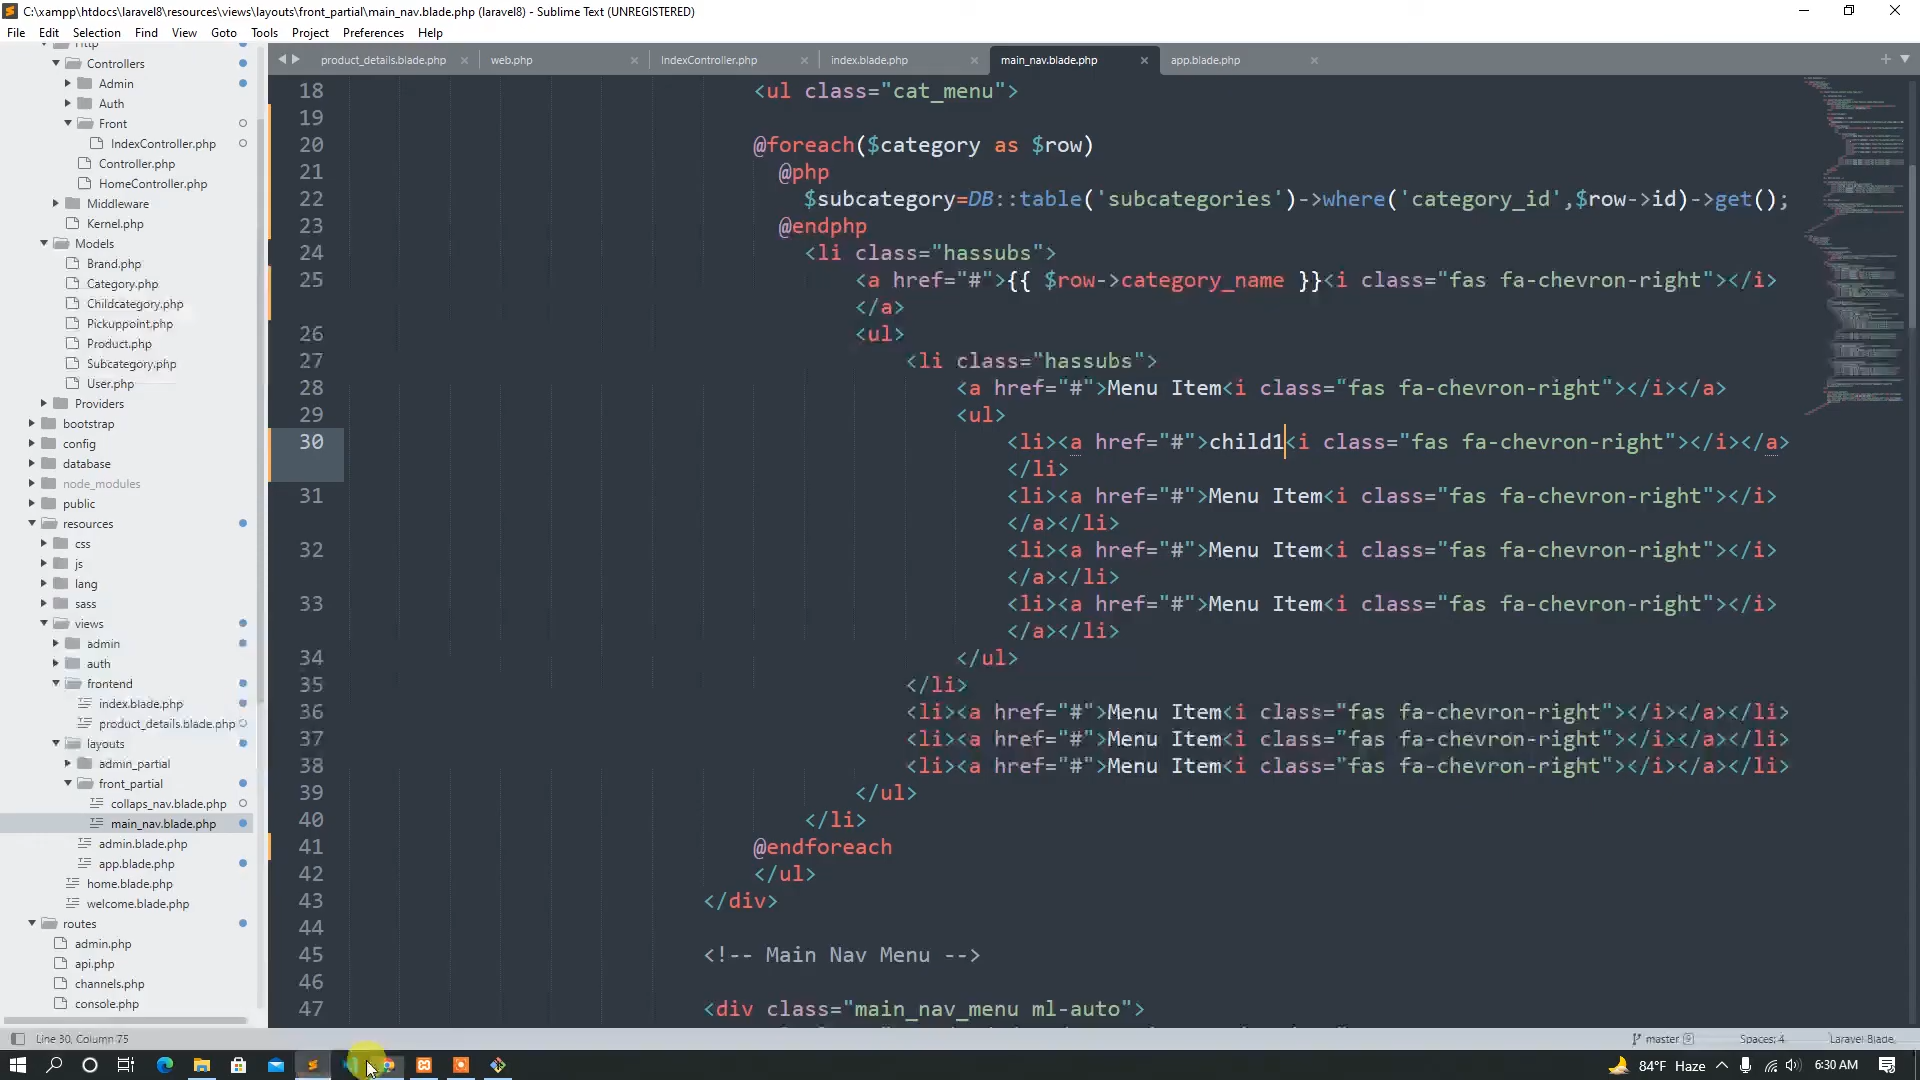 C:\xampp\htdocs\laravel8\resources\views\layouts\front_partial\main_nav.blade.php (laravel8) - Sublime Text (UNREGISTERED)
File Edit Selection Find View Goto Tools Project Preferences Help
product_details.blade.php web.php IndexController.php index.blade.php main_nav.blade.php app.blade.php
Http
Controllers
Admin
Auth
Front
IndexController.php
Controller.php
HomeController.php
Middleware
Kernel.php
Models
Brand.php
Category.php
Childcategory.php
Pickuppoint.php
Product.php
Subcategory.php
User.php
Providers
bootstrap
config
database
node_modules
public
resources
css
js
lang
sass
views
admin
auth
frontend
index.blade.php
product_details.blade.php
layouts
admin_partial
front_partial
collaps_nav.blade.php
main_nav.blade.php
admin.blade.php
app.blade.php
home.blade.php
welcome.blade.php
routes
admin.php
api.php
channels.php
console.php
18 <ul class="cat_menu">
19
20 @foreach($category as $row)
21 @php
22 $subcategory=DB::table('subcategories')->where('category_id',$row->id)->get();
23 @endphp
24 <li class="hassubs">
25 <a href="#">{{ $row->category_name }}<i class="fas fa-chevron-right"></i>
</a>
26 <ul>
27 <li class="hassubs">
28 <a href="#">Menu Item<i class="fas fa-chevron-right"></i></a>
29 <ul>
30 <li><a href="#">child1<i class="fas fa-chevron-right"></i></a>
</li>
31 <li><a href="#">Menu Item<i class="fas fa-chevron-right"></i>
</a></li>
32 <li><a href="#">Menu Item<i class="fas fa-chevron-right"></i>
</a></li>
33 <li><a href="#">Menu Item<i class="fas fa-chevron-right"></i>
</a></li>
34 </ul>
35 </li>
36 <li><a href="#">Menu Item<i class="fas fa-chevron-right"></i></a></li>
37 <li><a href="#">Menu Item<i class="fas fa-chevron-right"></i></a></li>
38 <li><a href="#">Menu Item<i class="fas fa-chevron-right"></i></a></li>
39 </ul>
40 </li>
41 @endforeach
42 </ul>
43 </div>
44
45 <!-- Main Nav Menu -->
46
47 <div class="main_nav_menu ml-auto">
Line 30, Column 75 master Spaces: 4 Laravel Blade
84°F Haze 6:30 AM